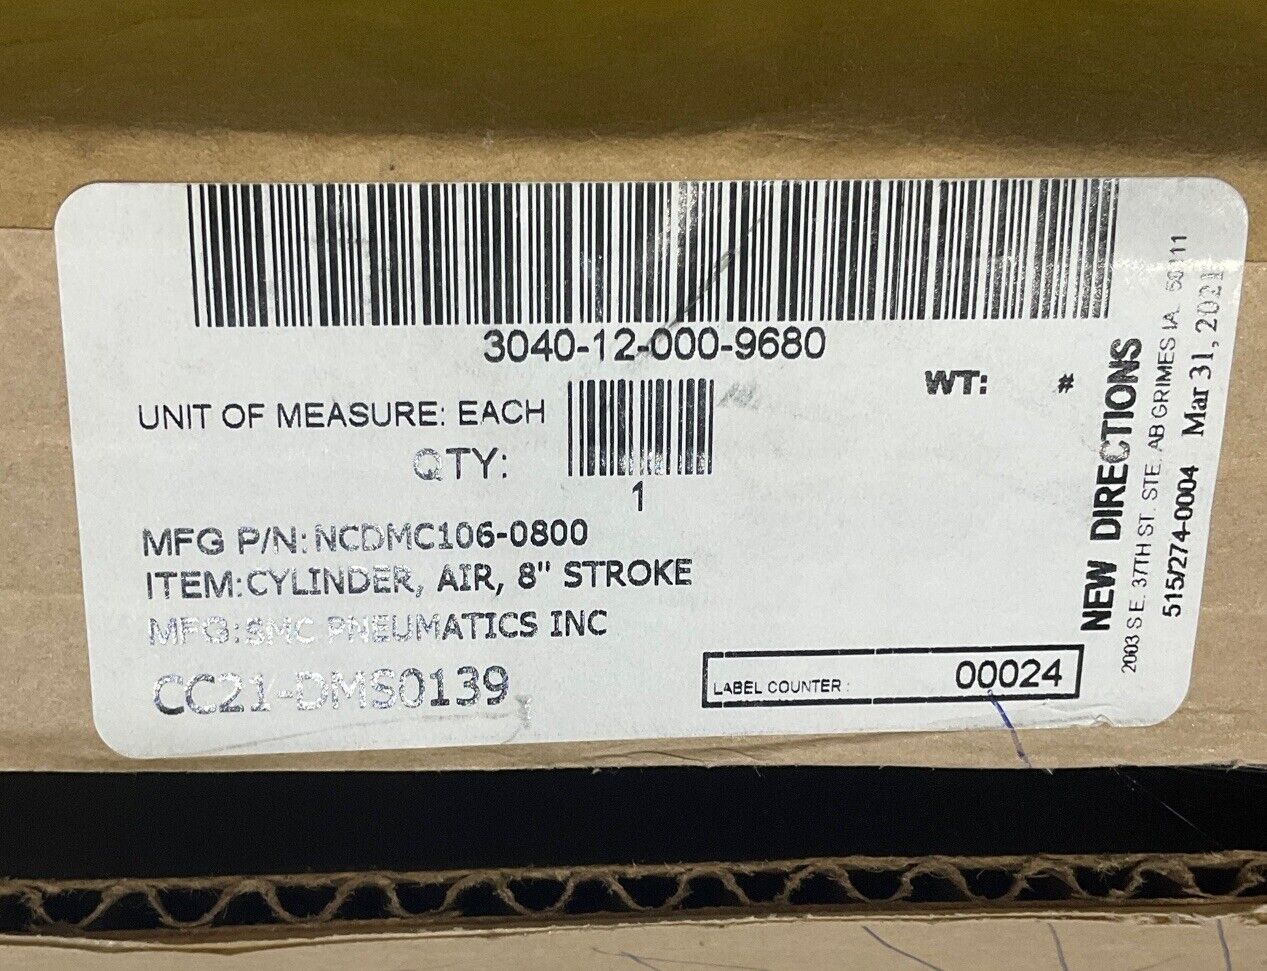 3040-12-000-9680
UNIT OF MEASURE: EACH
QTY:
1
WT: #
MFG P/N:NCDMC106-0800
ITEM:CYLINDER, AIR, 8" STROKE
MFG:SMC PNEUMATICS INC
CC21-DMS0139
LABEL COUNTER: 00024
NEW DIRECTIONS
2003 S E. 37TH ST. STE. AB GRIMES IA. 50111
515/274-0004 Mar 31, 2021